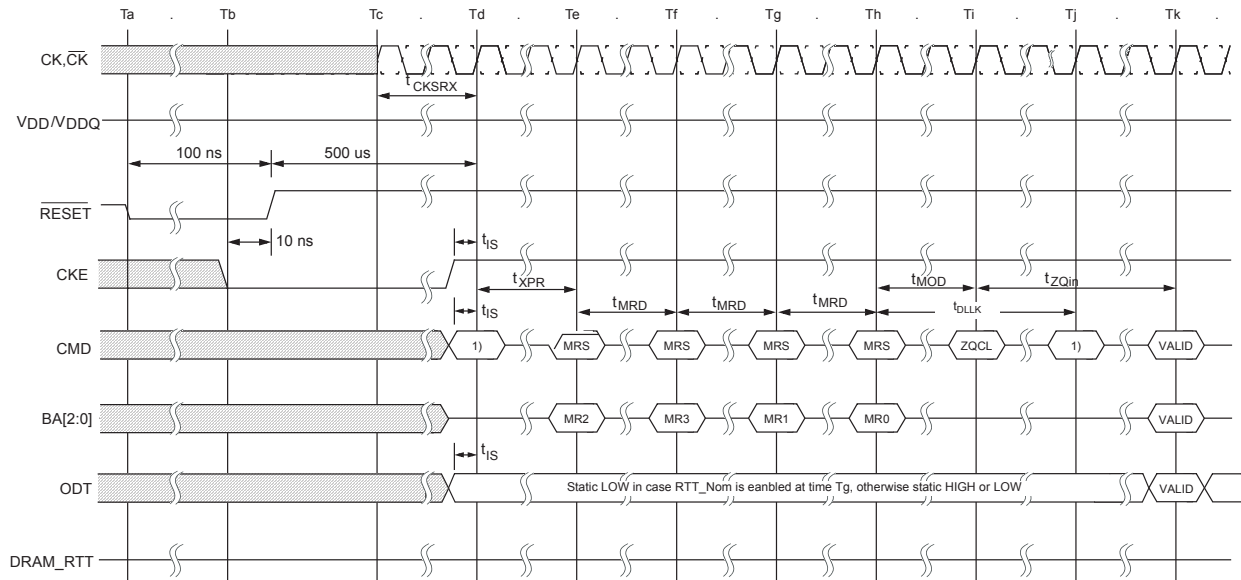 Ta . Tb Tc . Td . Te . Tf . Tg . Th . Ti . Tj . Tk .
CK,CK
tCKSRX
VDD/VDDQ
100 ns 500 us
RESET
10 ns tIS
CKE
tXPR tMOD tZQin
tMRD tMRD tMRD tDLLK
tIS
CMD 1) MRS MRS MRS MRS ZQCL 1) VALID
BA[2:0] MR2 MR3 MR1 MR0 VALID
tIS
ODT Static LOW in case RTT_Nom is eanbled at time Tg, otherwise static HIGH or LOW VALID
DRAM_RTT